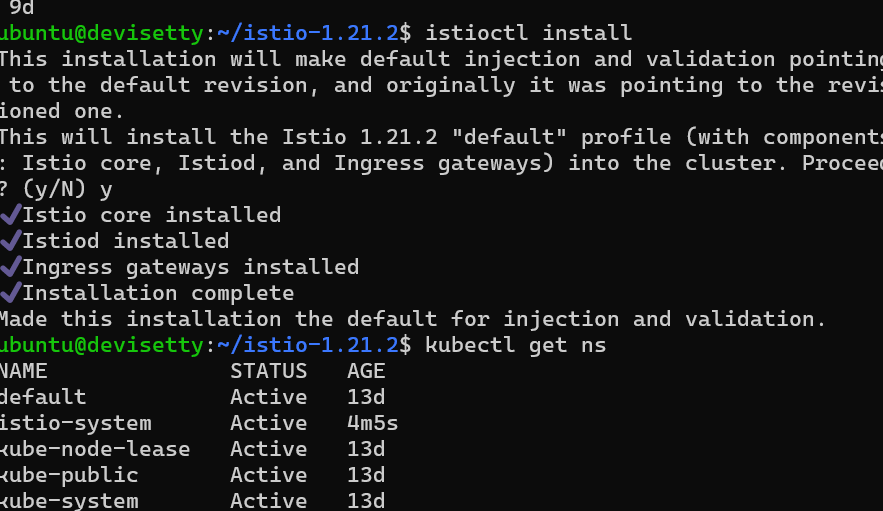 9d
ubuntu@devisetty:~/istio-1.21.2$ istioctl install
This installation will make default injection and validation pointing
to the default revision, and originally it was pointing to the revis
ioned one.
This will install the Istio 1.21.2 "default" profile (with components
: Istio core, Istiod, and Ingress gateways) into the cluster. Proceed
? (y/N) y
✔Istio core installed
✔Istiod installed
✔Ingress gateways installed
✔Installation complete
Made this installation the default for injection and validation.
ubuntu@devisetty:~/istio-1.21.2$ kubectl get ns
NAME STATUS AGE
default Active 13d
istio-system Active 4m5s
kube-node-lease Active 13d
kube-public Active 13d
kube-system Active 13d